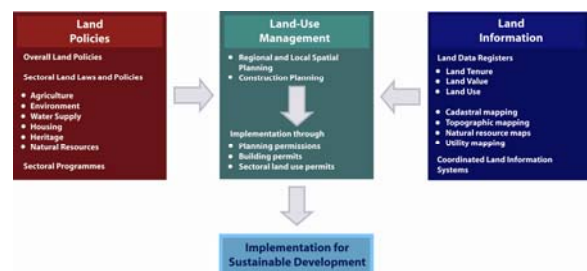 Land
Policies
Overall Land Policies
Sectoral Land Laws and Policies
• Agriculture
• Environment
• Water Supply
• Housing
• Heritage
• Natural Resources
Sectoral Programmes
Land-Use
Management
• Regional and Local Spatial
Planning
• Construction Planning
Implementation through
• Planning permissions
• Building permits
• Sectoral land use permits
Land
Information
Land Data Registers
• Land Tenure
• Land Value
• Land Use
• Cadastral mapping
• Topographic mapping
• Natural resource maps
• Utility mapping
Coordinated Land Information
Systems
Implementation for
Sustainable Development